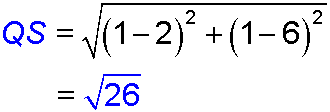 QS = √((1−2)² + (1−6)²)
= √26